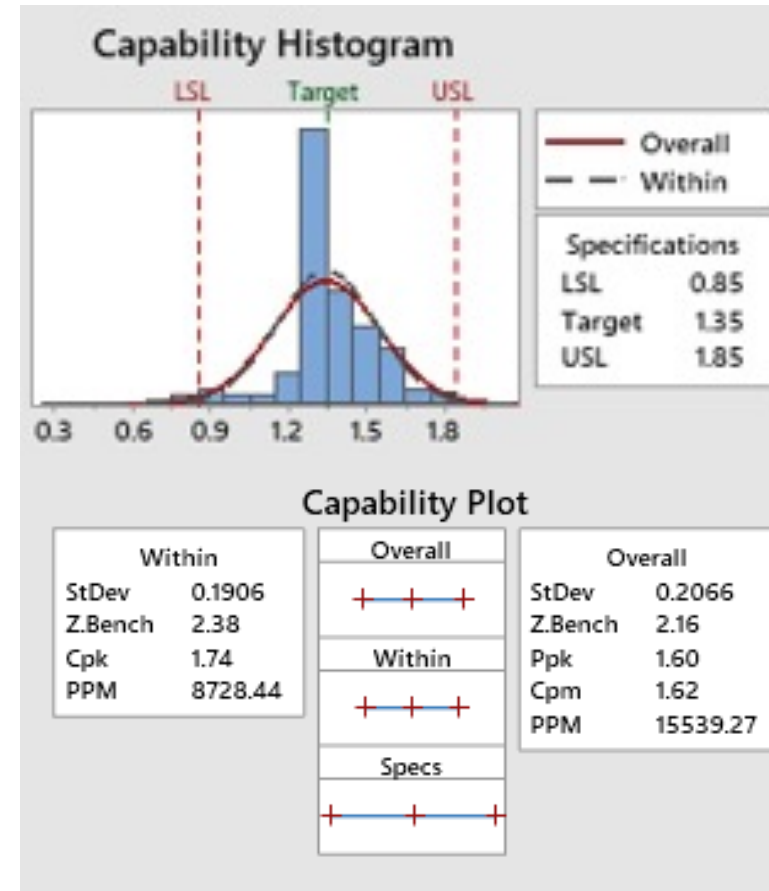 Capability Histogram
LSL Target USL
Overall
Within
Specifications
LSL 0.85
Target 1.35
USL 1.85
0.3 0.6 0.9 1.2 1.5 1.8
Capability Plot
Within
StDev 0.1906
Z.Bench 2.38
Cpk 1.74
PPM 8728.44
Overall
Within
Specs
Overall
StDev 0.2066
Z.Bench 2.16
Ppk 1.60
Cpm 1.62
PPM 15539.27